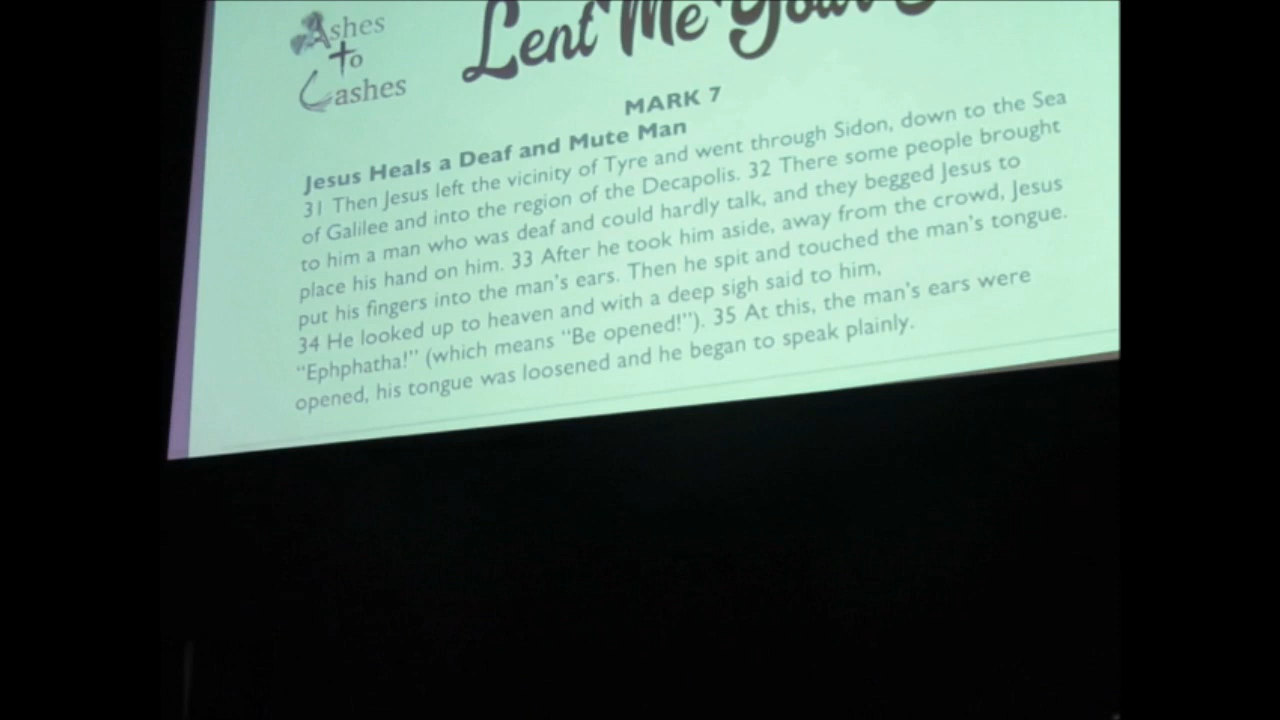 Ashes
To
Cashes
Lent Me Your
MARK 7
Jesus Heals a Deaf and Mute Man
31 Then Jesus left the vicinity of Tyre and went through Sidon, down to the Sea
of Galilee and into the region of the Decapolis. 32 There some people brought
to him a man who was deaf and could hardly talk, and they begged Jesus to
place his hand on him. 33 After he took him aside, away from the crowd, Jesus
put his fingers into the man's ears. Then he spit and touched the man's tongue.
34 He looked up to heaven and with a deep sigh said to him,
“Ephphatha!” (which means “Be opened!”). 35 At this, the man's ears were
opened, his tongue was loosened and he began to speak plainly.